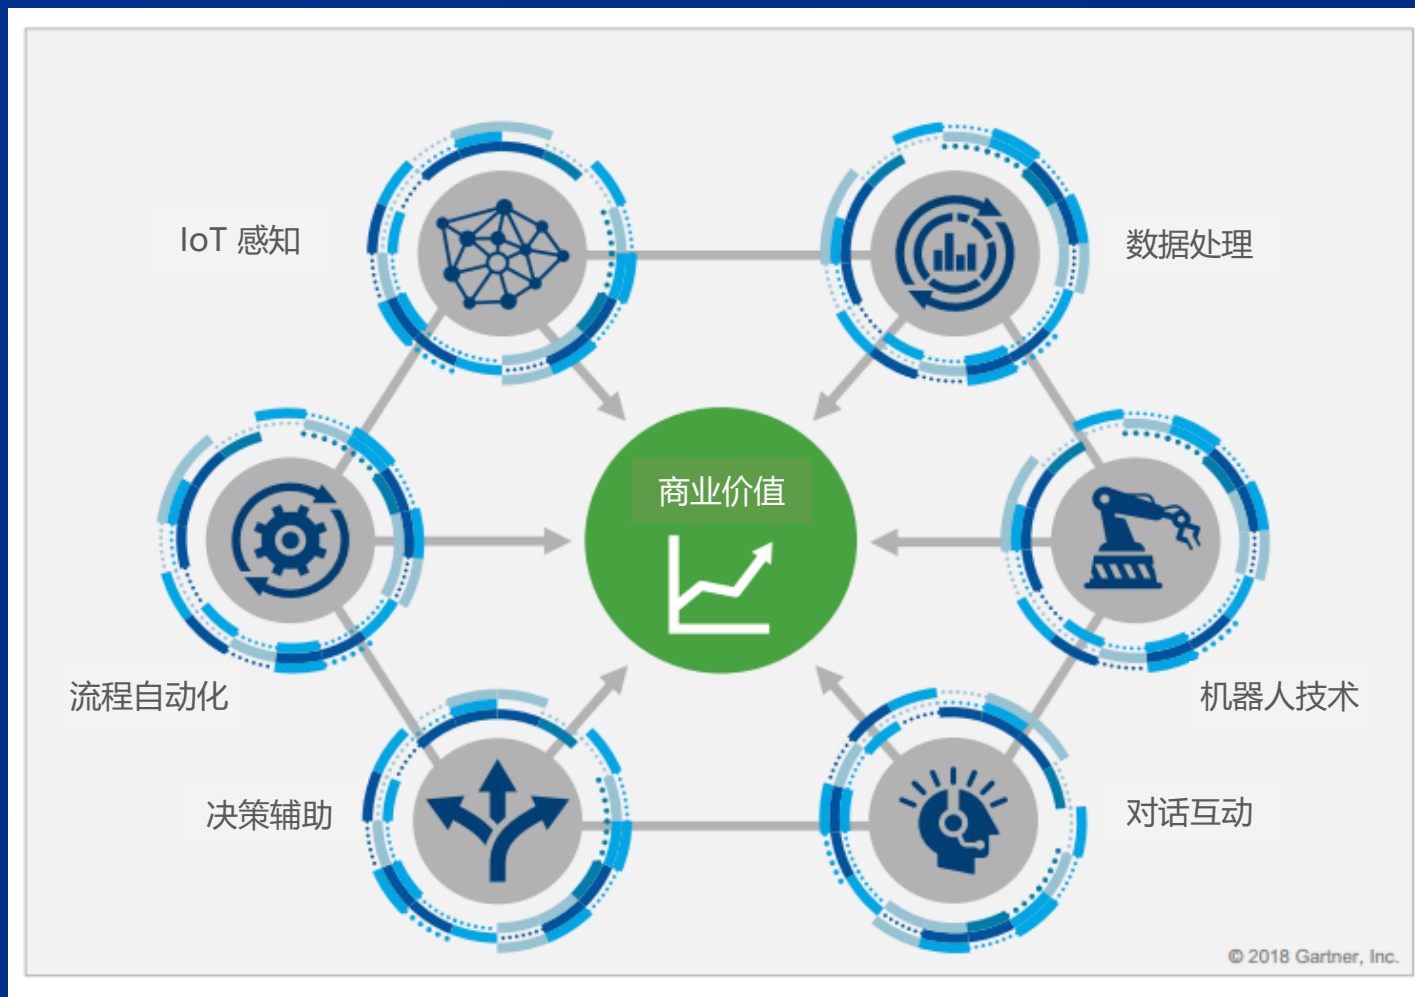 IoT 感知
数据处理
商业价值
流程自动化
机器人技术
决策辅助
对话互动
© 2018 Gartner, Inc.